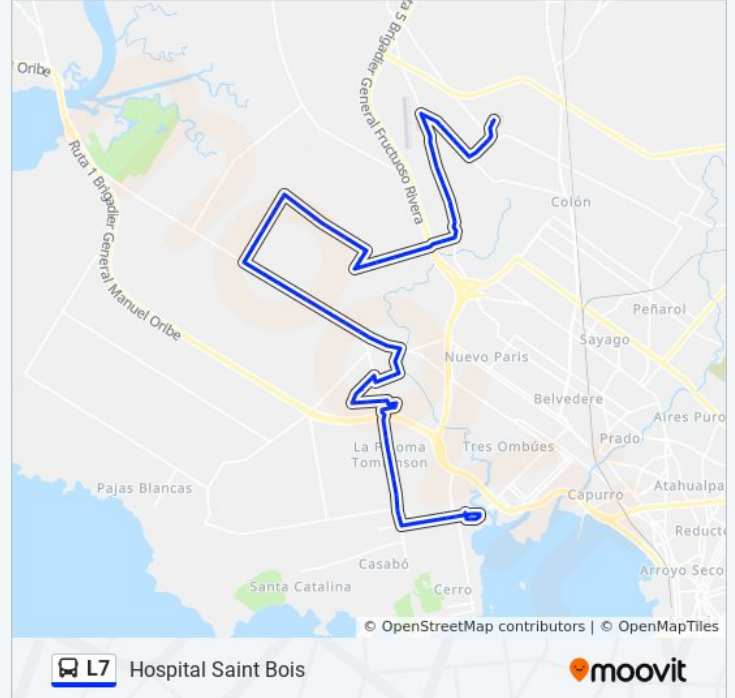 Oribe
Ruta 1 Brigadier General Manuel Oribe
ta 5 Brigadier General Fructuoso Rivera
Colón
Peñarol
Sayago
Nuevo Paris
Belvedere
Aires Puro
Prado
La Paloma
Tomkinson
Tres Ombúes
Atahualpa
Pajas Blancas
Capurro
Reducto
Arroyo Seco
Casabó
Santa Catalina
Cerro
© OpenStreetMap contributors | © OpenMapTiles
L7 Hospital Saint Bois
moovit